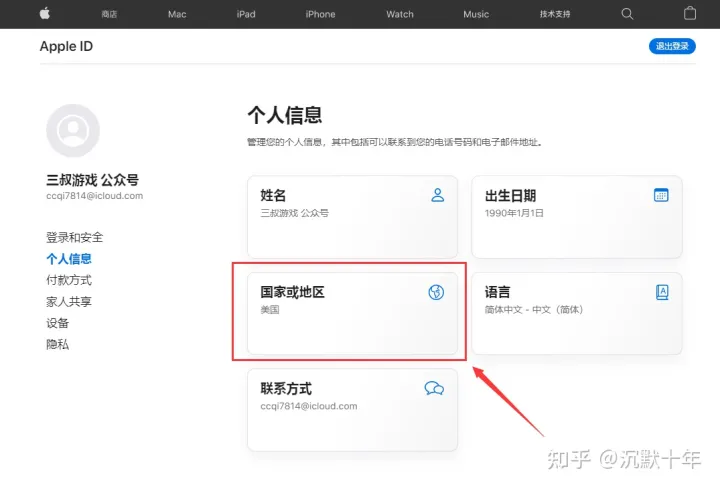 商店 Mac iPad iPhone Watch Music 技术支持
Apple ID 退出登录
三叔游戏 公众号
ccqi7814@icloud.com
登录和安全
个人信息
付款方式
家人共享
设备
隐私
个人信息
管理您的个人信息，其中包括可以联系到您的电话号码和电子邮件地址。
姓名
三叔游戏 公众号
出生日期
1990年1月1日
国家或地区
美国
语言
简体中文 - 中文（简体）
联系方式
ccqi7814@icloud.com
知乎 @沉默十年